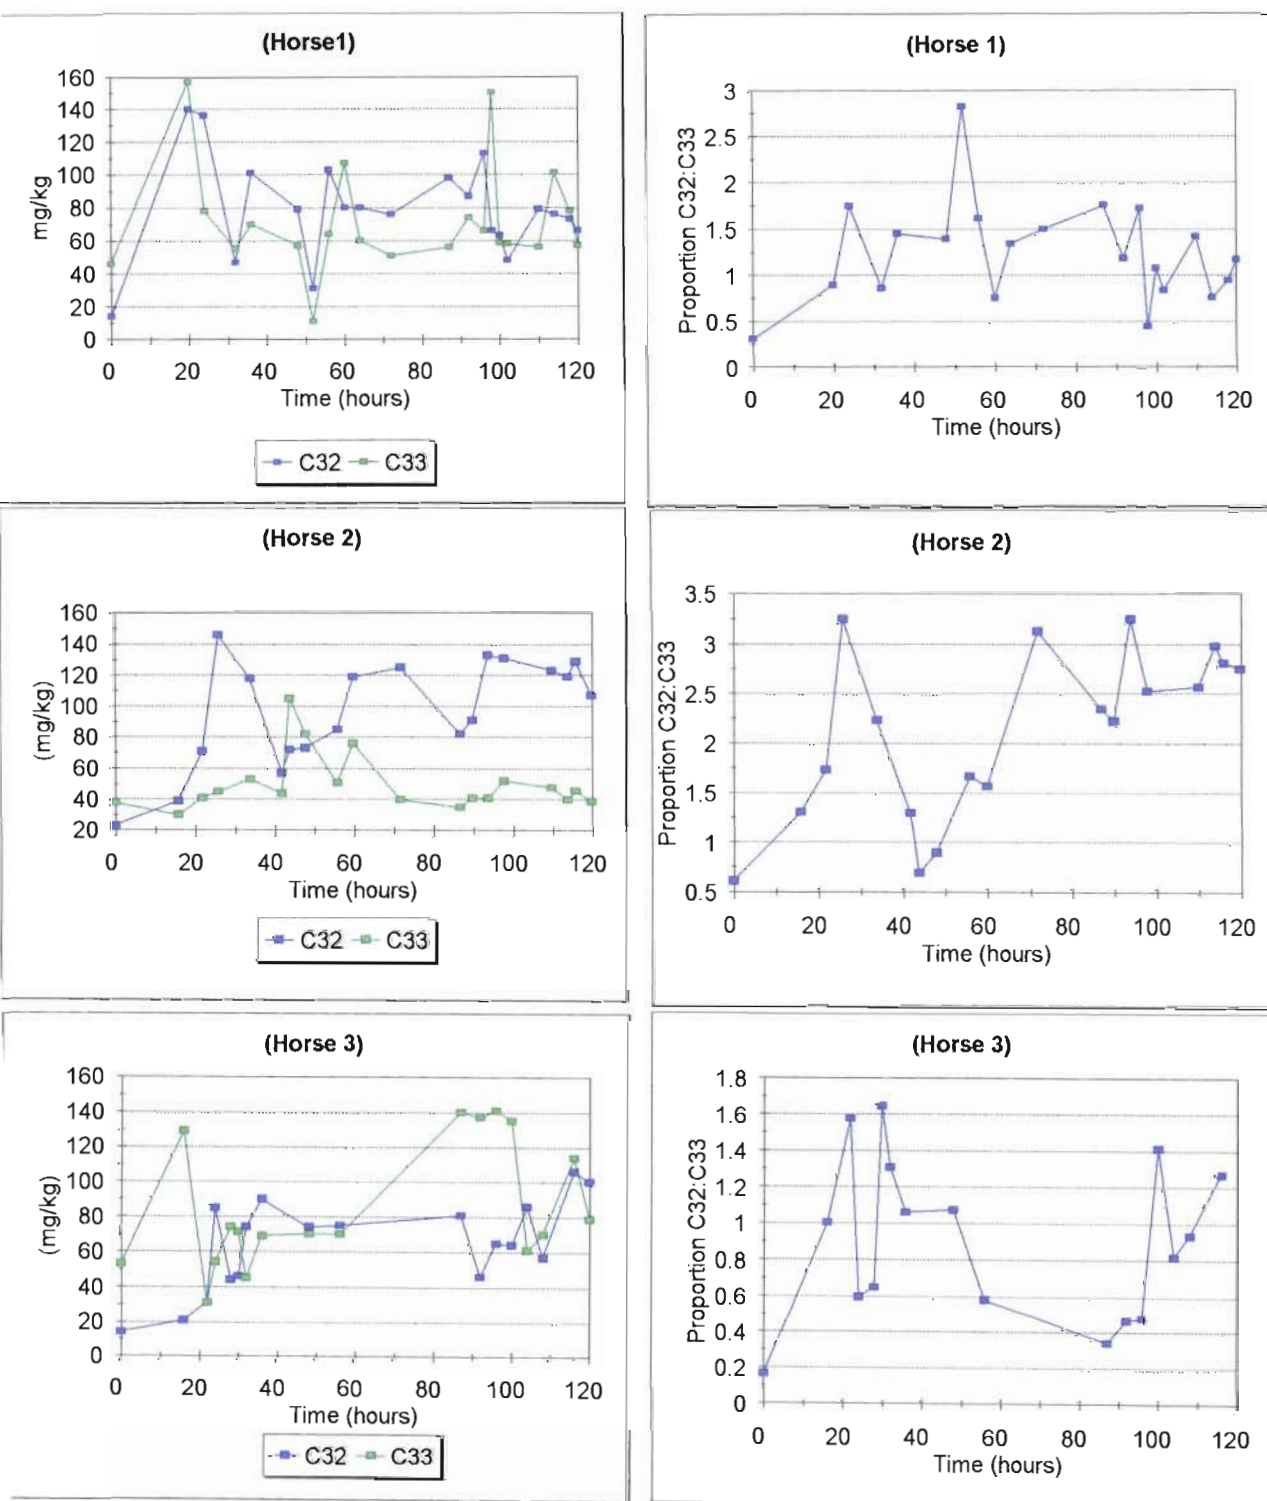 (Horse1)
160
140
120
100
80
60
40
20
0
mg/kg
0 20 40 60 80 100 120
Time (hours)
C32 C33
(Horse 1)
3
2.5
2
1.5
1
0.5
0
Proportion C32:C33
0 20 40 60 80 100 120
Time (hours)
(Horse 2)
160
140
120
100
80
60
40
20
(mg/kg)
0 20 40 60 80 100 120
Time (hours)
C32 C33
(Horse 2)
3.5
3
2.5
2
1.5
1
0.5
Proportion C32:C33
0 20 40 60 80 100 120
Time (hours)
(Horse 3)
160
140
120
100
80
60
40
20
0
(mg/kg)
0 20 40 60 80 100 120
Time (hours)
C32 C33
(Horse 3)
1.8
1.6
1.4
1.2
1
0.8
0.6
0.4
0.2
0
Proportion C32:C33
0 20 40 60 80 100 120
Time (hours)